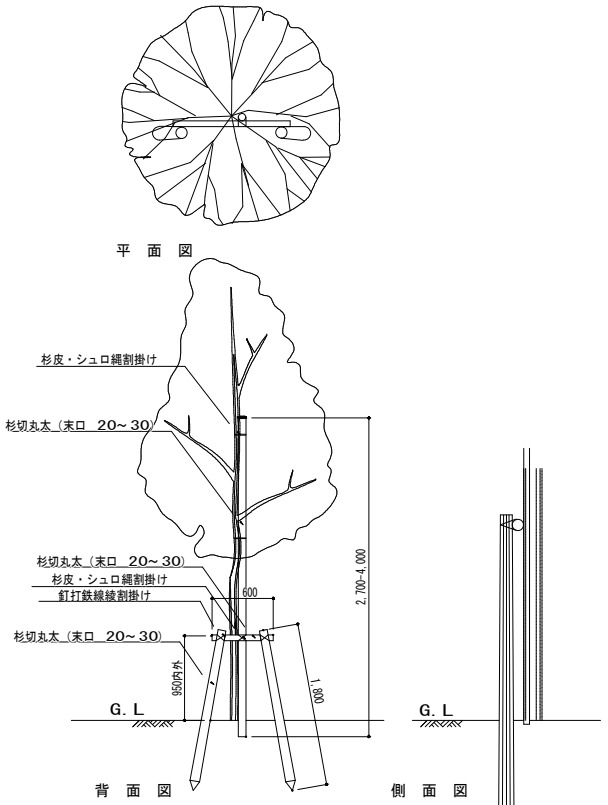 平 面 図
杉皮・シュロ縄割掛け
杉切丸太（末口 20～30）
杉切丸太（末口 20～30）
杉皮・シュロ縄割掛け
釘打鉄線綾割掛け
600
杉切丸太（末口 20～30）
950内外
2,700-4,000
1,800
G. L
G. L
背 面 図
側 面 図